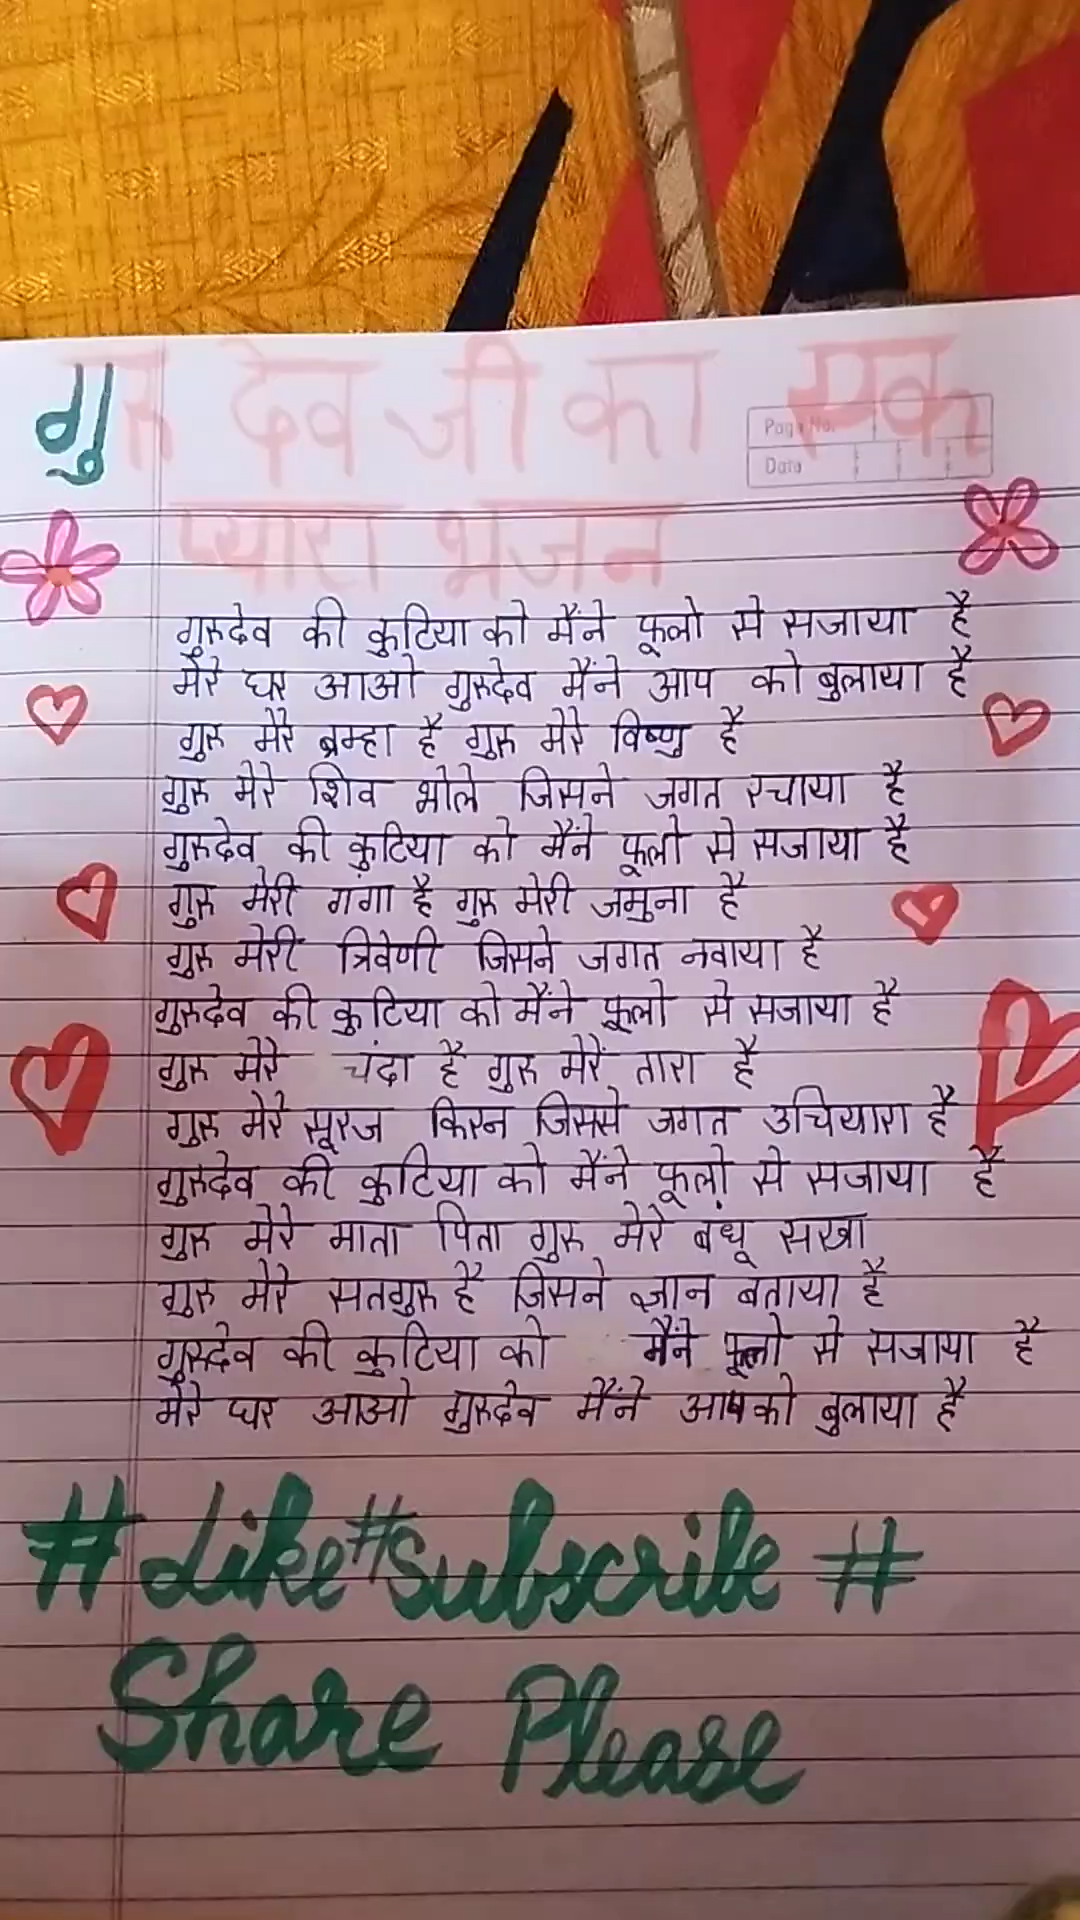 गुरु देव जी का एक
Page No.
Date
प्यारा भजन
गुरुदेव की कुटिया को मैंने फूलो से सजाया है
मेरे घर आओ गुरुदेव मैंने आप को बुलाया है
गुरु मेरे ब्रम्हा है गुरु मेरे विष्णु है
गुरु मेरे शिव भोले जिसने जगत रचाया है
गुरुदेव की कुटिया को मैंने फूलो से सजाया है
गुरु मेरी गंगा है गुरु मेरी जमुना है
गुरु मेरी त्रिवेणी जिसने जगत नवाया है
गुरुदेव की कुटिया को मैंने फूलो से सजाया है
गुरु मेरे चंदा है गुरु मेरें तारा है
गुरु मेरे सूरज किरन जिससे जगत उचियारा है
गुरुदेव की कुटिया को मैंने फूलो से सजाया है
गुरु मेरे माता पिता गुरु मेरे बंधू सखा
गुरु मेरे सतगुरु है जिसने ज्ञान बताया है
गुरुदेव की कुटिया को मैंने फूलो से सजाया है
मेरे घर आओ गुरुदेव मैंने आपको बुलाया है
# Like #Subscribe #
Share Please